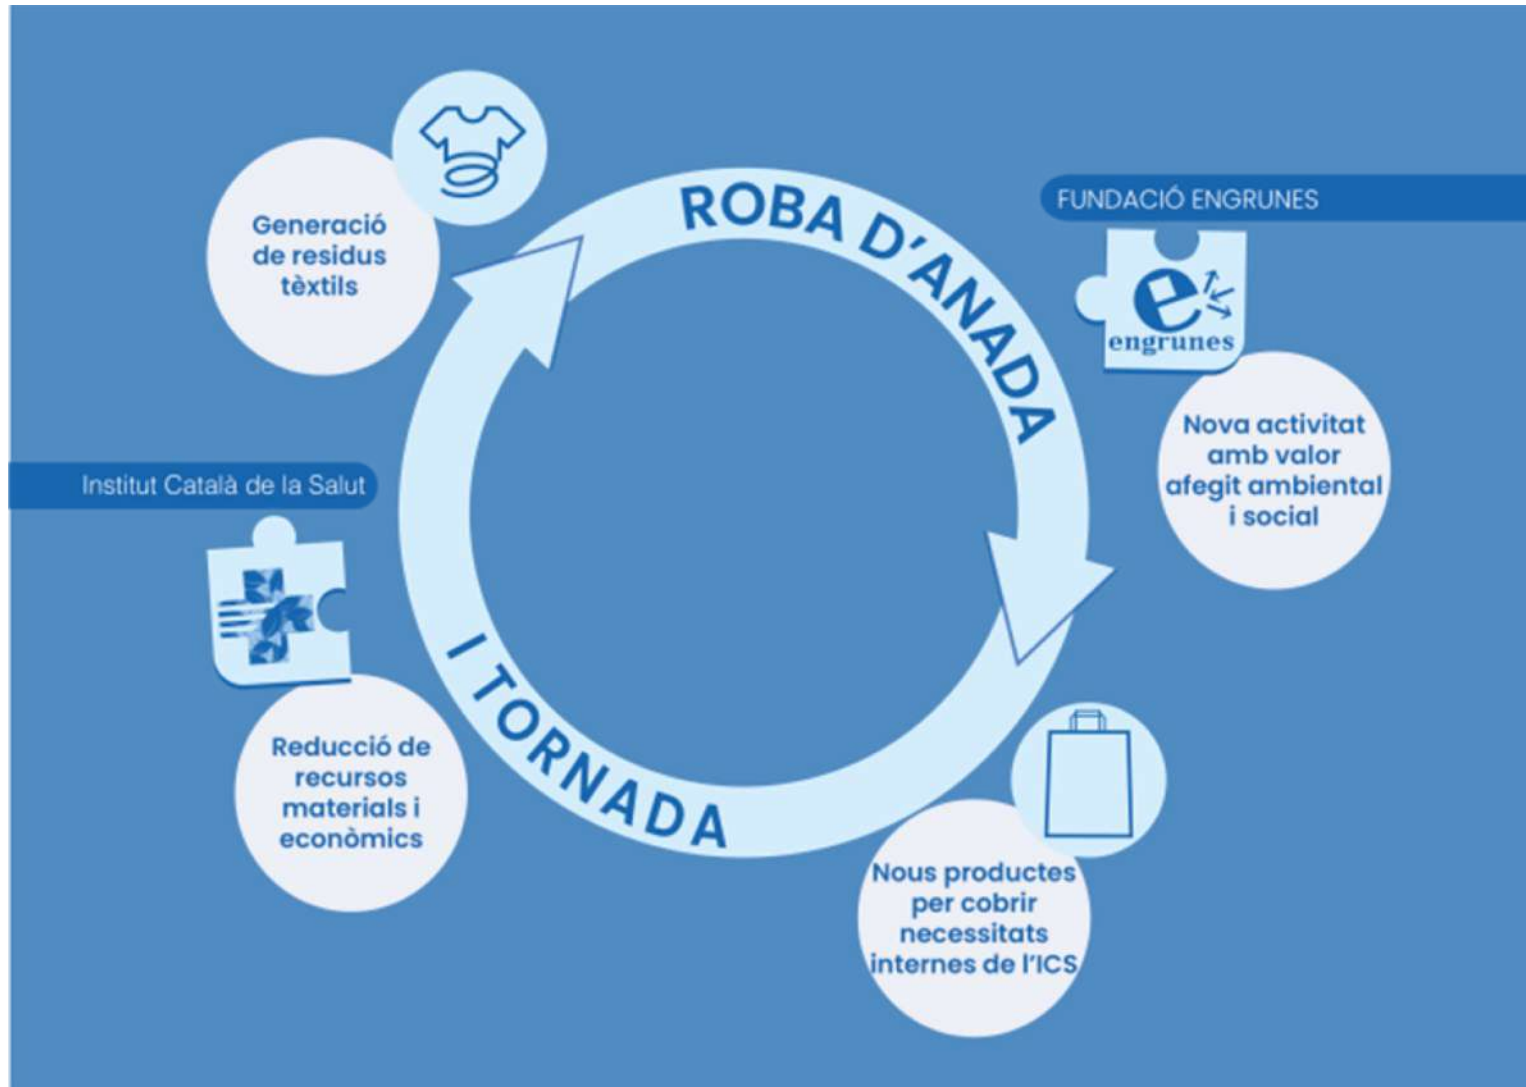 ROBA D'ANADA
I TORNADA
Generació
de residus
tèxtils
FUNDACIÓ ENGRUNES
engrunes
Nova activitat
amb valor
afegit ambiental
i social
Nous productes
per cobrir
necessitats
internes de l'ICS
Institut Català de la Salut
Reducció de
recursos
materials i
econòmics